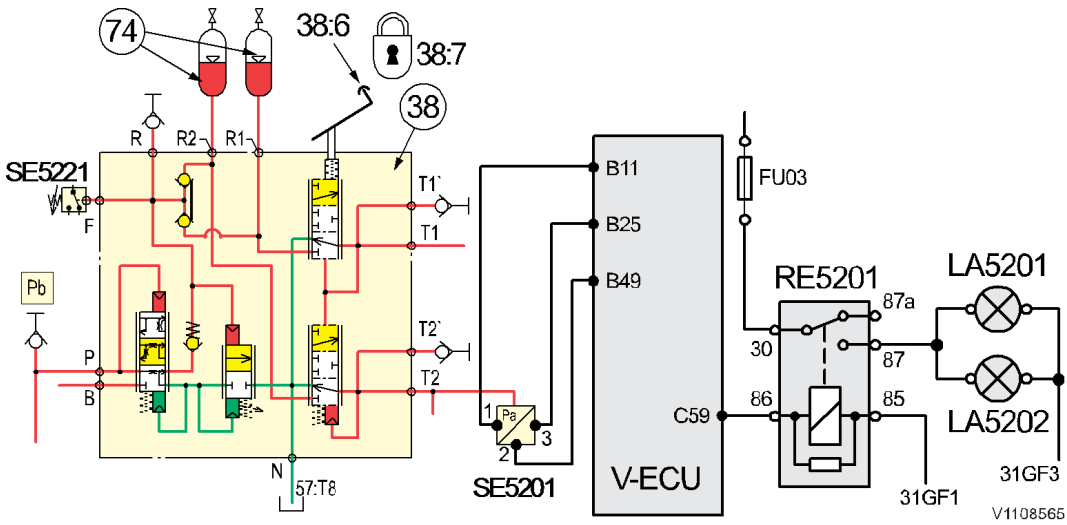 74
38:6
38:7
38
R
R2
R1
SE5221
F
T1`
T1
Pb
T2`
T2
P
B
N
57:T8
Pa
1
2
3
SE5201
B11
B25
B49
C59
V-ECU
FU03
RE5201
87a
30
87
86
85
LA5201
LA5202
31GF1
31GF3
V1108565